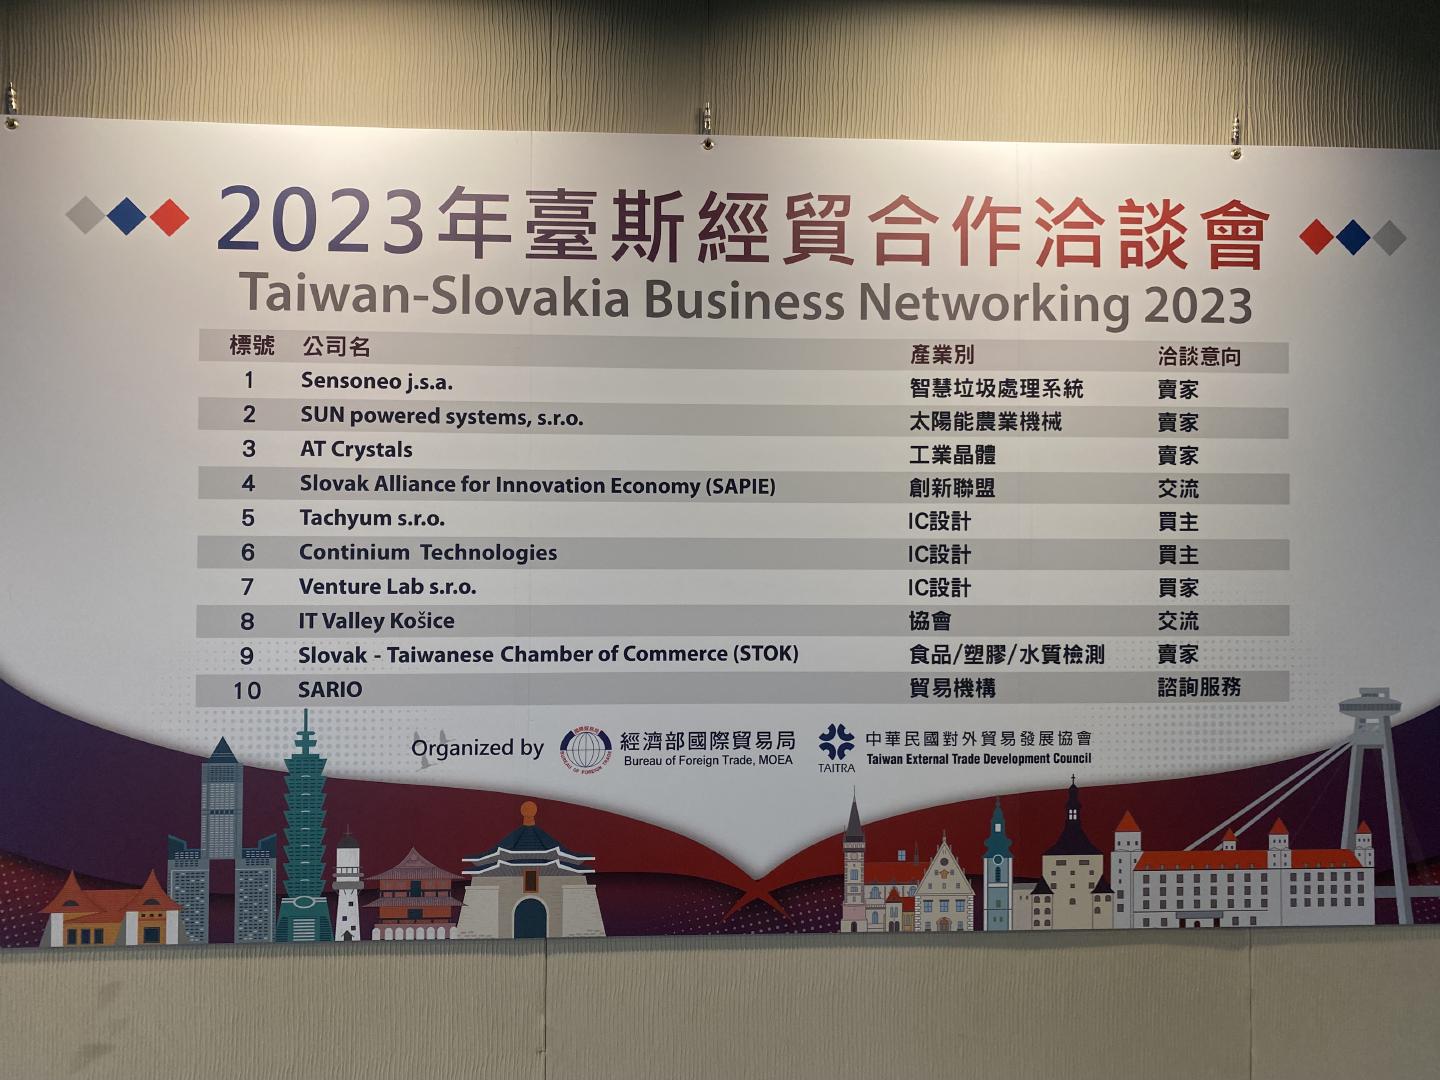 2023年臺斯經貿合作洽談會
Taiwan-Slovakia Business Networking 2023
標號 公司名 產業別 洽談意向
1 Sensoneo j.s.a. 智慧垃圾處理系統 賣家
2 SUN powered systems, s.r.o. 太陽能農業機械 賣家
3 AT Crystals 工業晶體 賣家
4 Slovak Alliance for Innovation Economy (SAPIE) 創新聯盟 交流
5 Tachyum s.r.o. IC設計 買主
6 Continium Technologies IC設計 買主
7 Venture Lab s.r.o. IC設計 買家
8 IT Valley Košice 協會 交流
9 Slovak - Taiwanese Chamber of Commerce (STOK) 食品/塑膠/水質檢測 賣家
10 SARIO 貿易機構 諮詢服務
Organized by 經濟部國際貿易局 中華民國對外貿易發展協會
Bureau of Foreign Trade, MOEA TAITRA Taiwan External Trade Development Council
BUREAU OF FOREIGN TRADE